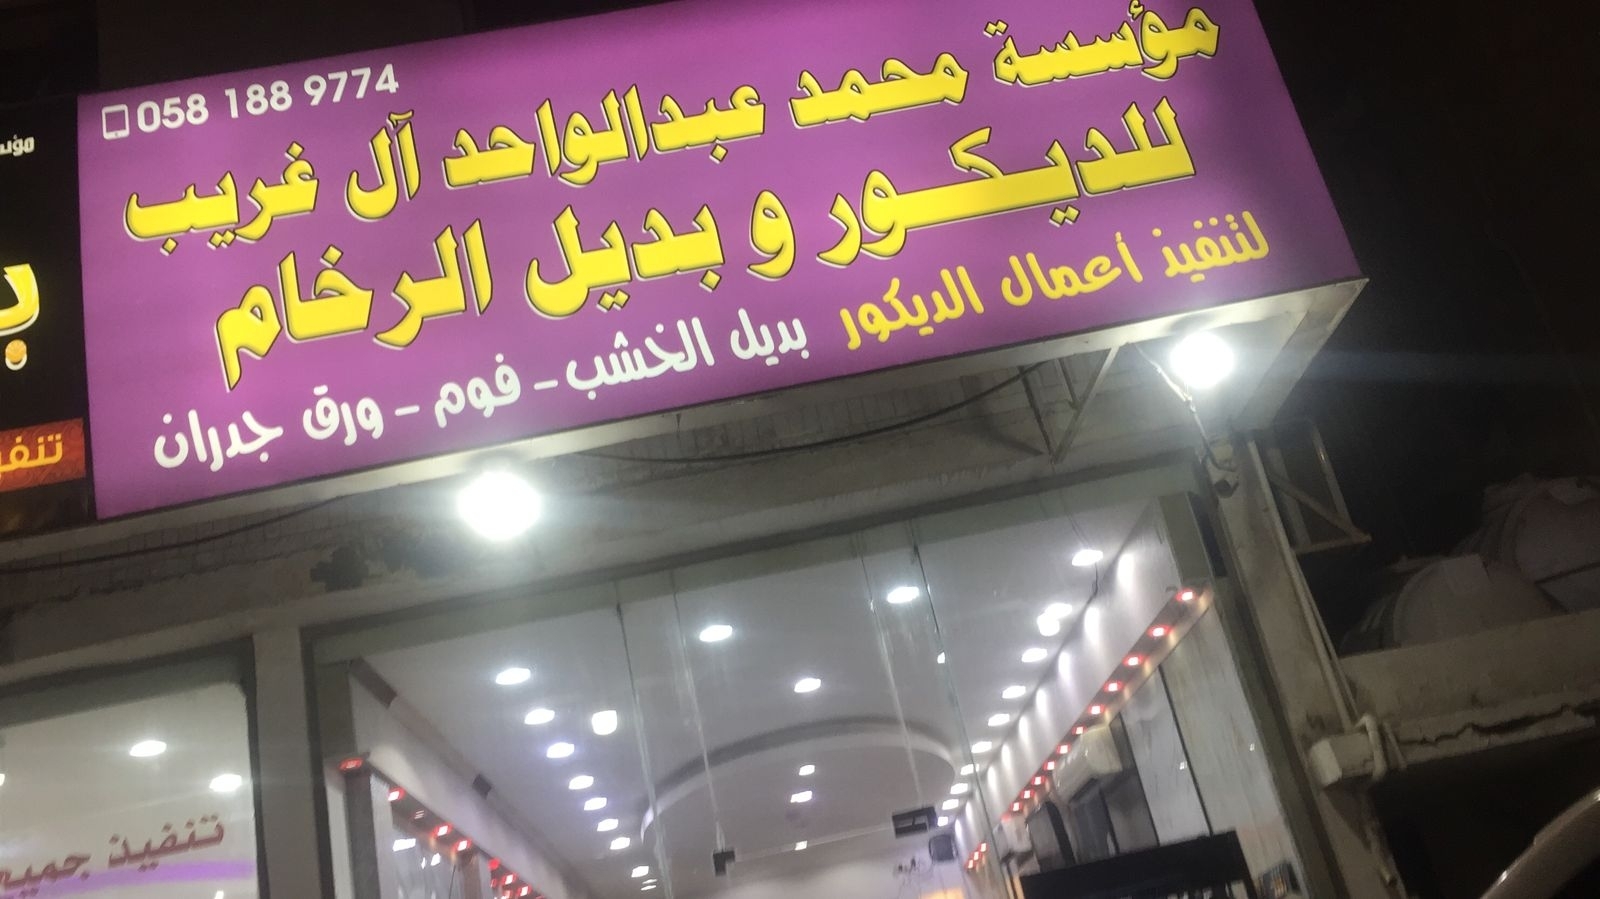 058 188 9774
مؤسسة محمد عبدالواحد آل غريب
للديكور و بديل الرخام
لتنفيذ أعمال الديكور بديل الخشب - فوم - ورق جدران
تنفيذ